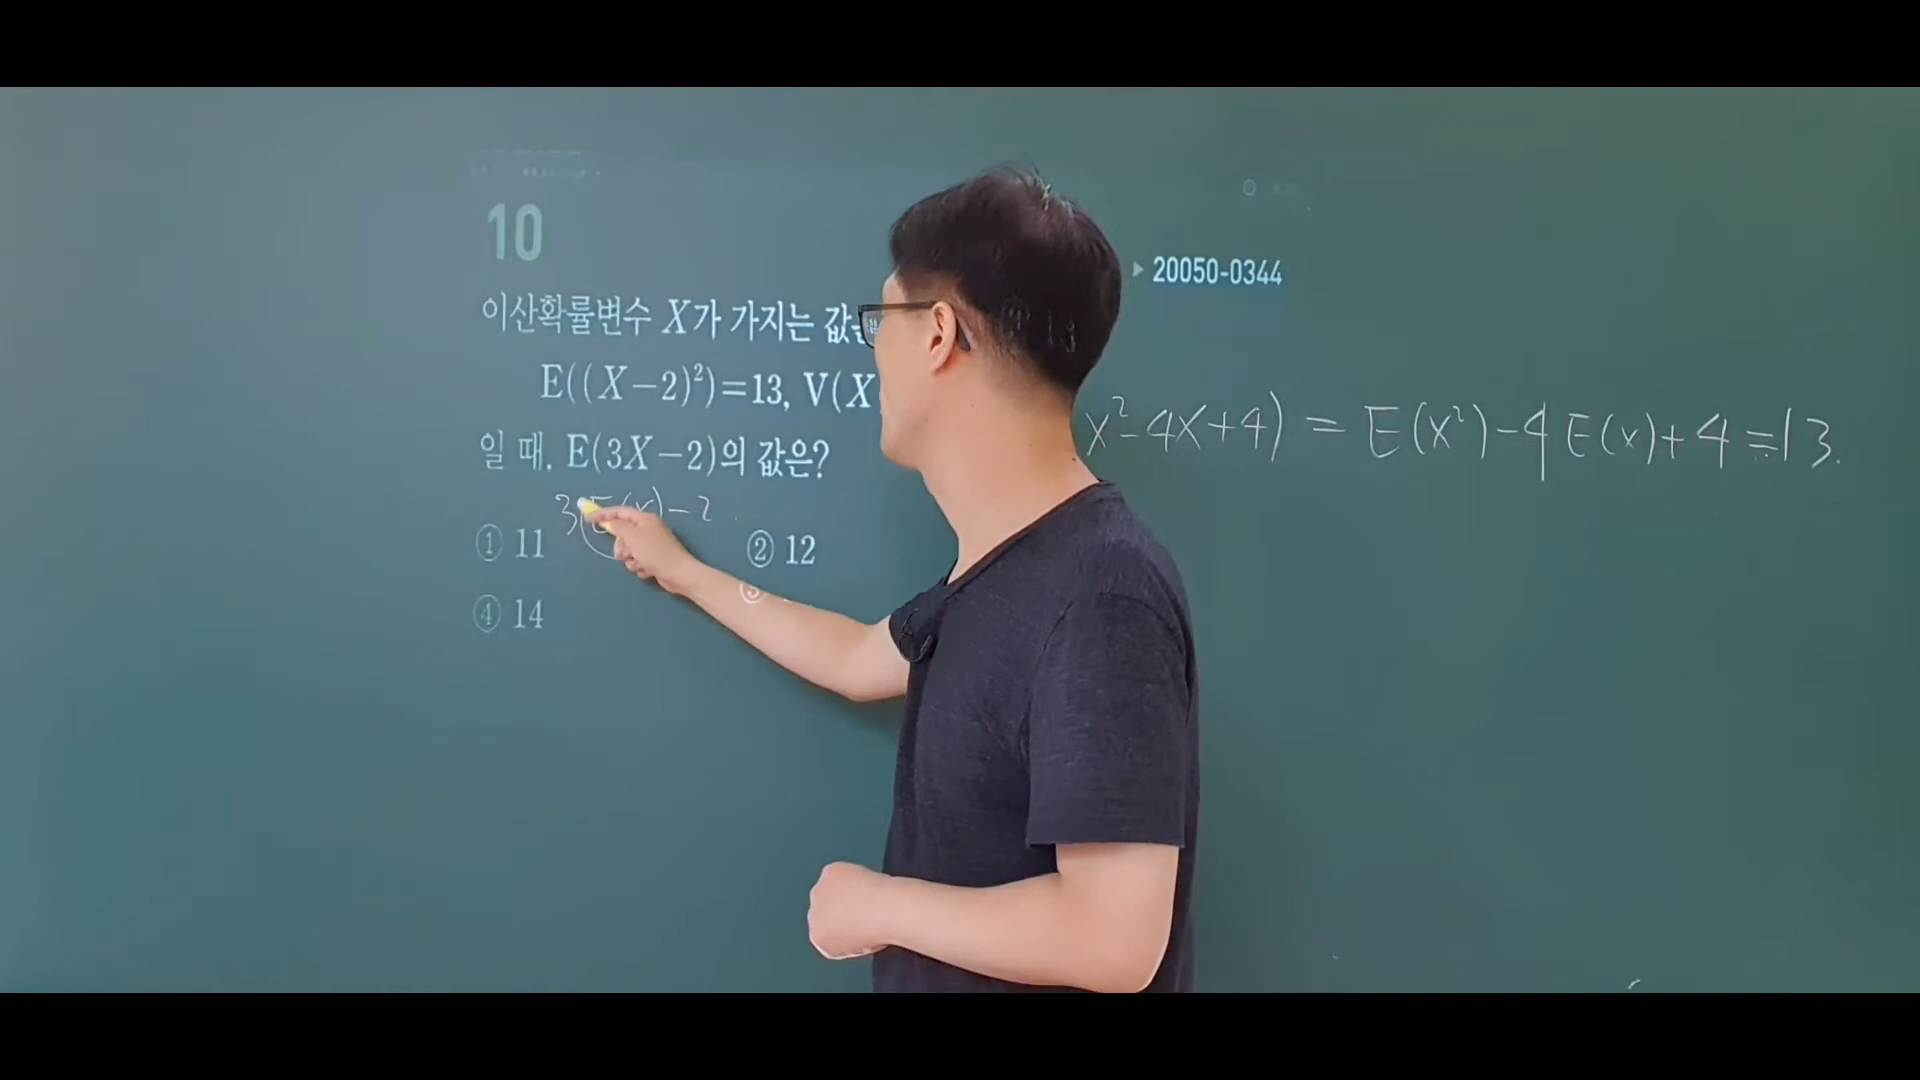 10
▶ 20050-0344
이산확률변수 X가 가지는 값
E((X-2)²)=13, V(X
x²-4x+4) = E(x²)-4E(x)+4=13.
일 때, E(3X-2)의 값은?
3E(x)-2
① 11 ② 12
④ 14